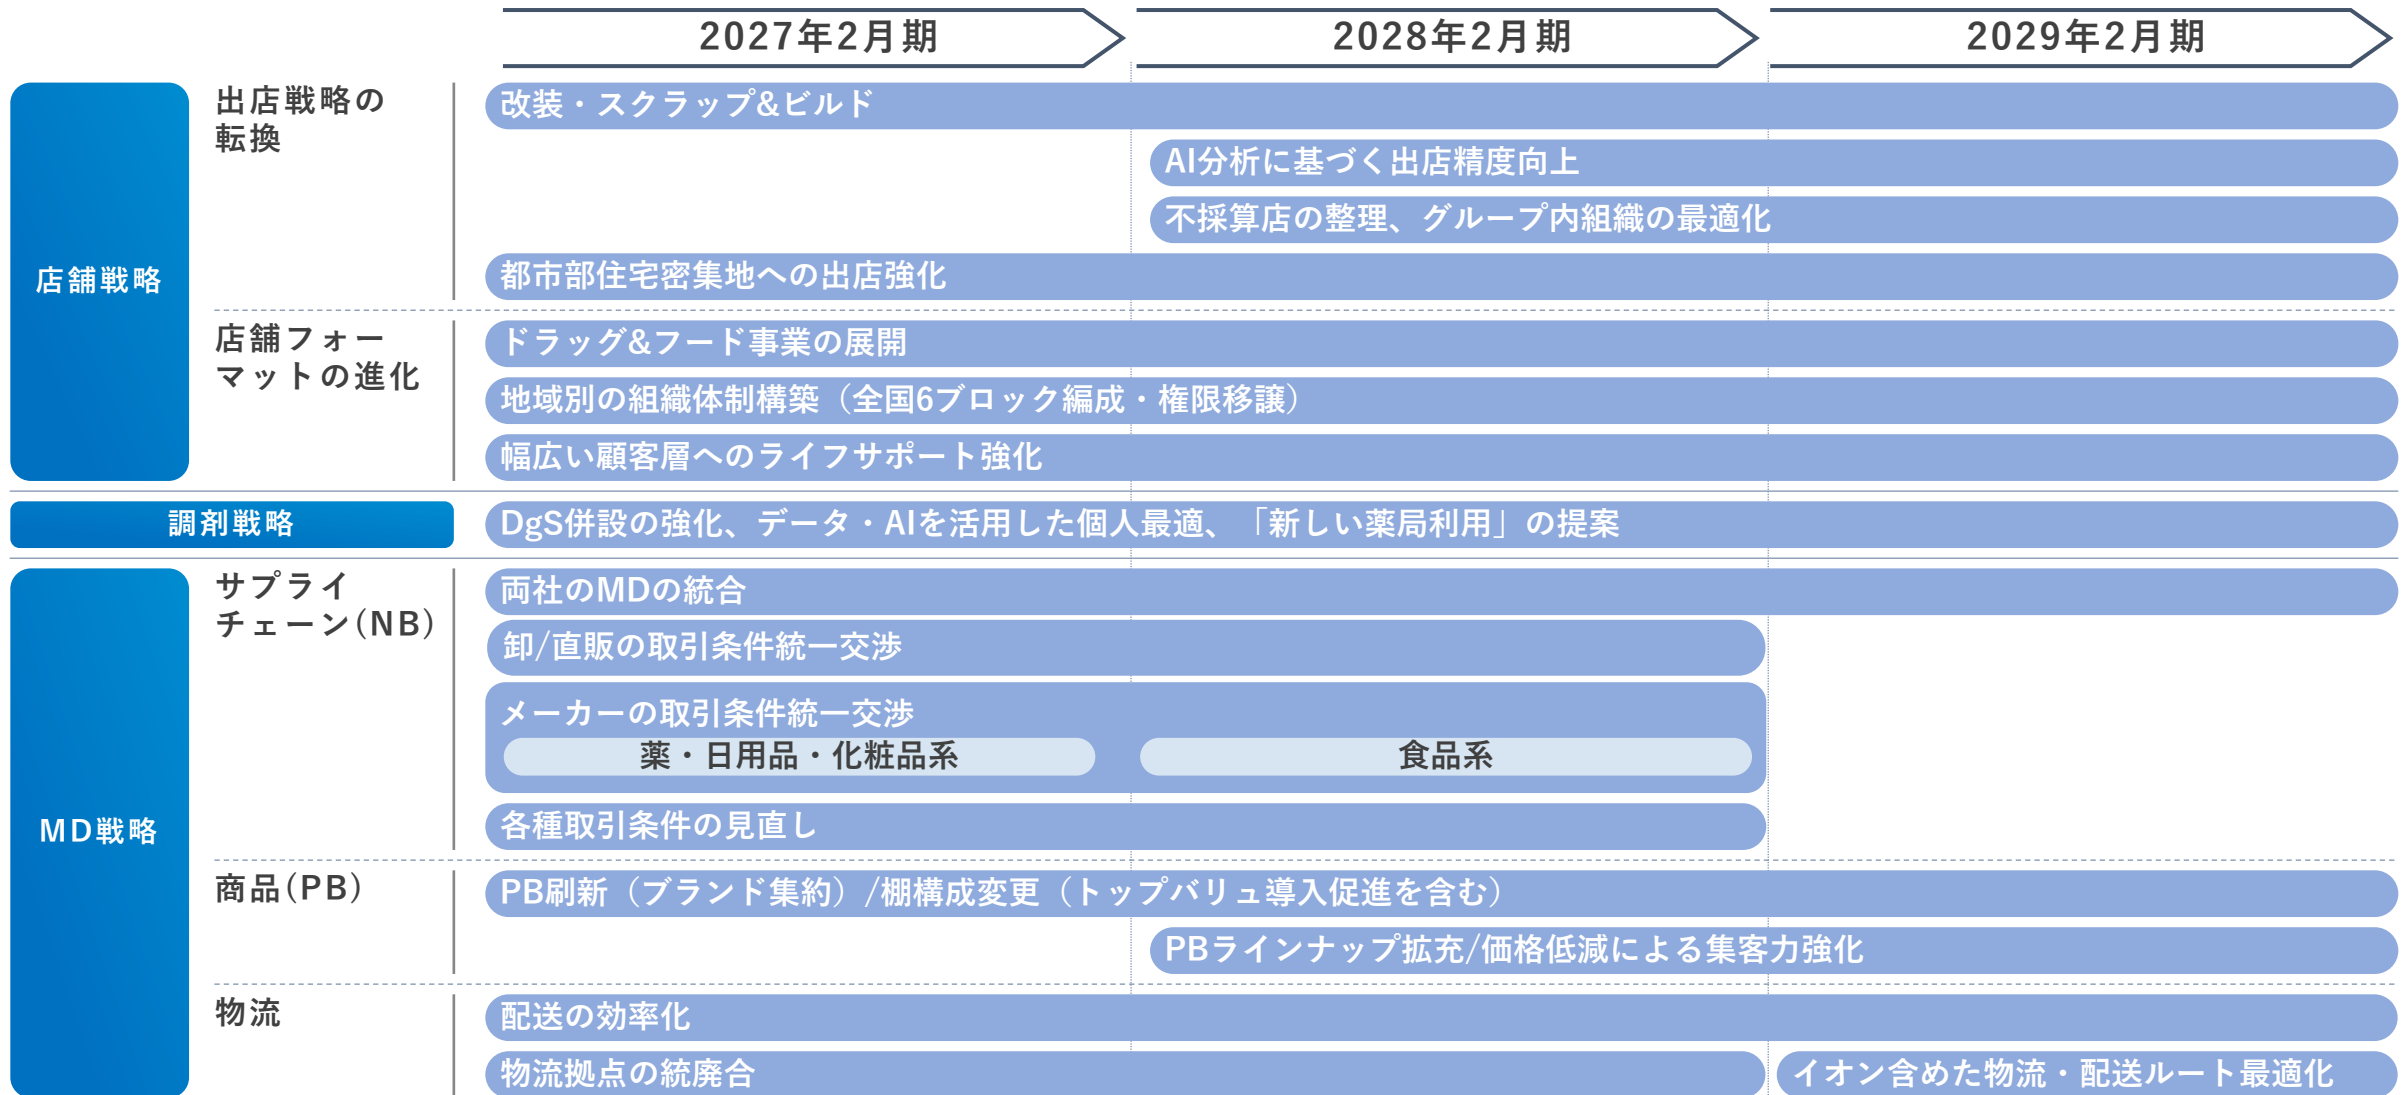 2027年2月期
2028年2月期
2029年2月期
店舗戦略
出店戦略の
転換
改装・スクラップ&ビルド
AI分析に基づく出店精度向上
不採算店の整理、グループ内組織の最適化
都市部住宅密集地への出店強化
店舗フォー
マットの進化
ドラッグ&フード事業の展開
地域別の組織体制構築（全国6ブロック編成・権限移譲）
幅広い顧客層へのライフサポート強化
調剤戦略
DgS併設の強化、データ・AIを活用した個人最適、「新しい薬局利用」の提案
MD戦略
サプライ
チェーン(NB)
両社のMDの統合
卸/直販の取引条件統一交渉
メーカーの取引条件統一交渉
薬・日用品・化粧品系
食品系
各種取引条件の見直し
商品(PB)
PB刷新（ブランド集約）/棚構成変更（トップバリュ導入促進を含む）
PBラインナップ拡充/価格低減による集客力強化
物流
配送の効率化
物流拠点の統廃合
イオン含めた物流・配送ルート最適化